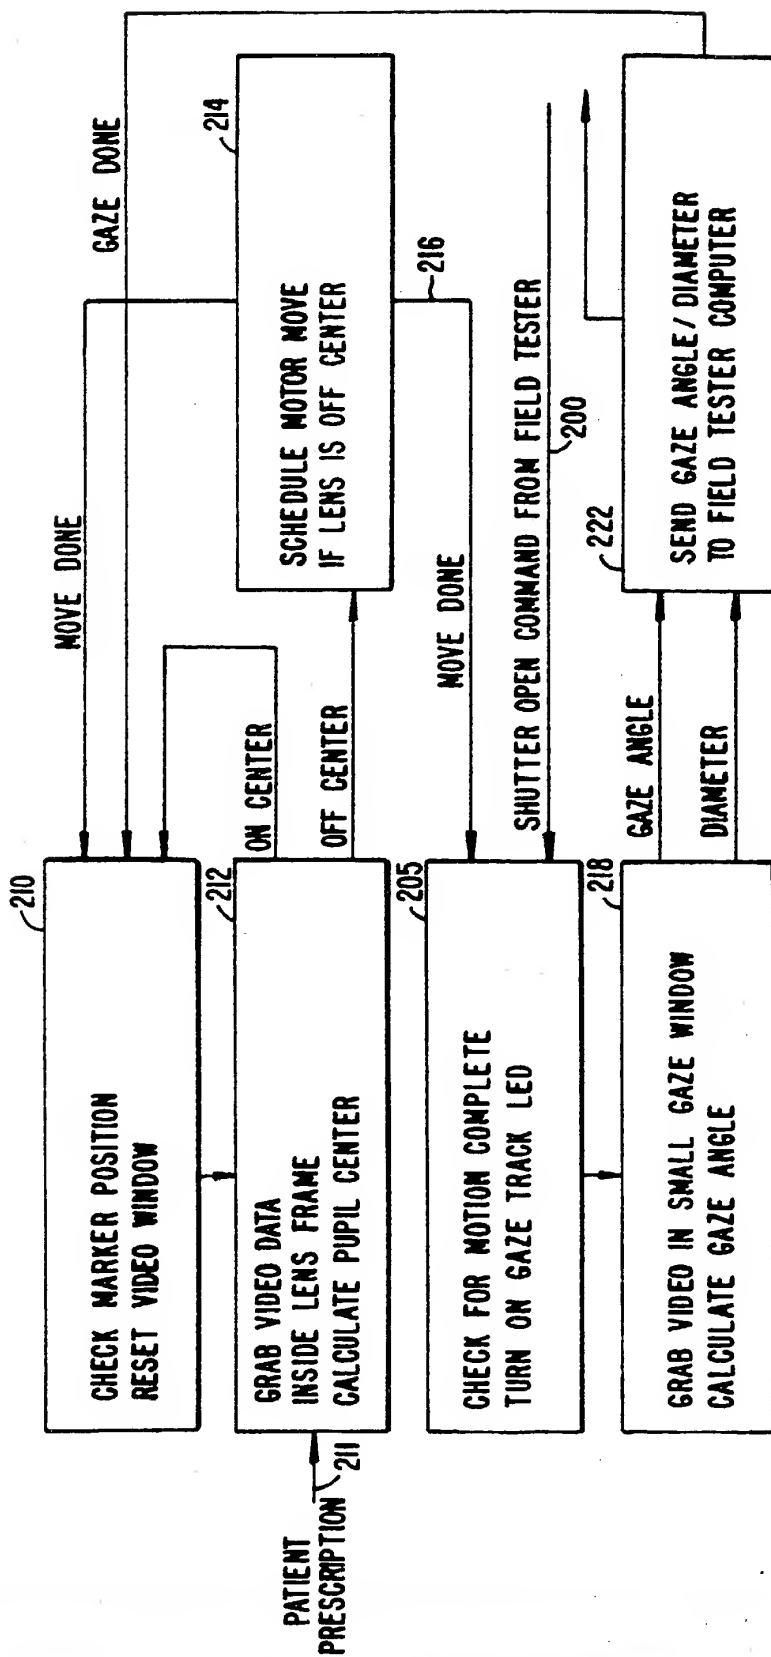 GAZE DONE
MOVE DONE
210
CHECK MARKER POSITION
RESET VIDEO WINDOW
214
SCHEDULE MOTOR MOVE
IF LENS IS OFF CENTER
216
ON CENTER
OFF CENTER
212
GRAB VIDEO DATA
INSIDE LENS FRAME
CALCULATE PUPIL CENTER
PATIENT
PRESCRIPTION
211
MOVE DONE
205
CHECK FOR MOTION COMPLETE
TURN ON GAZE TRACK LED
SHUTTER OPEN COMMAND FROM FIELD TESTER
200
218
GRAB VIDEO IN SMALL GAZE WINDOW
CALCULATE GAZE ANGLE
GAZE ANGLE
DIAMETER
222
SEND GAZE ANGLE/DIAMETER
TO FIELD TESTER COMPUTER